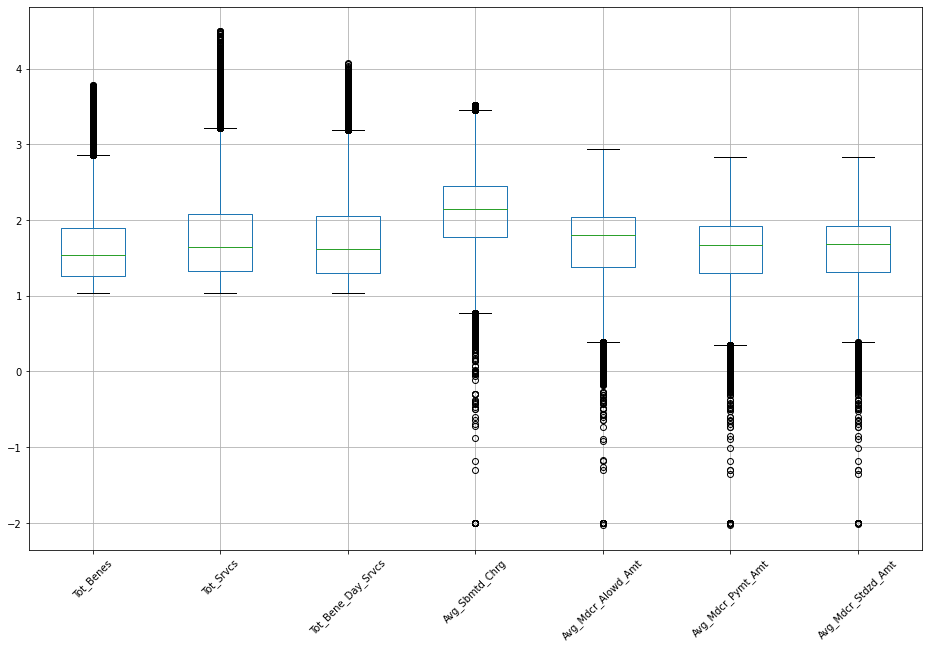 4
3
2
1
0
−1
−2
Tot_Benes
Tot_Srvcs
Tot_Bene_Day_Srvcs
Avg_Sbmtd_Chrg
Avg_Mdcr_Alowd_Amt
Avg_Mdcr_Pymt_Amt
Avg_Mdcr_Stdzd_Amt